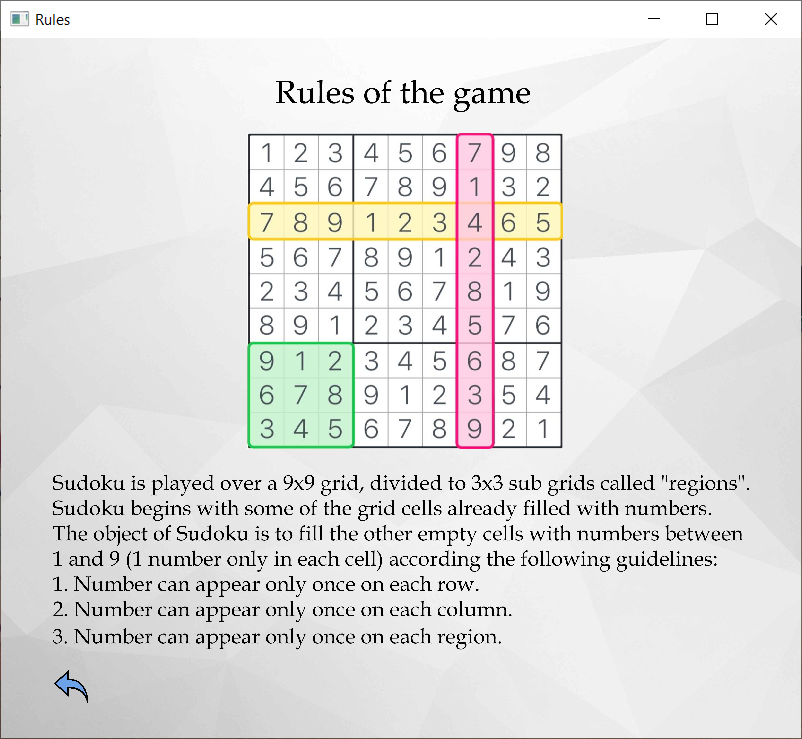 Rules
Rules of the game
1 2 3 4 5 6 7 9 8
4 5 6 7 8 9 1 3 2
7 8 9 1 2 3 4 6 5
5 6 7 8 9 1 2 4 3
2 3 4 5 6 7 8 1 9
8 9 1 2 3 4 5 7 6
9 1 2 3 4 5 6 8 7
6 7 8 9 1 2 3 5 4
3 4 5 6 7 8 9 2 1
Sudoku is played over a 9x9 grid, divided to 3x3 sub grids called "regions".
Sudoku begins with some of the grid cells already filled with numbers.
The object of Sudoku is to fill the other empty cells with numbers between
1 and 9 (1 number only in each cell) according the following guidelines:
1. Number can appear only once on each row.
2. Number can appear only once on each column.
3. Number can appear only once on each region.